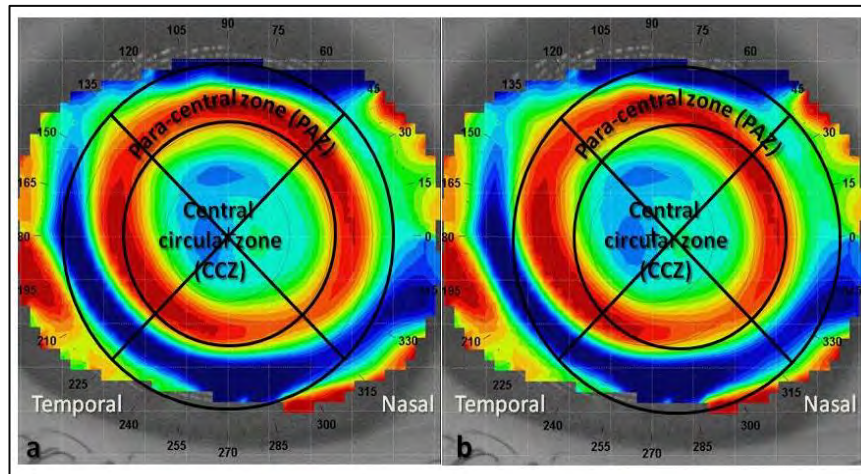 105 90 75
120 60
135 45
Para-central zone (PAZ)
150 30
165 15
Central
180 circular zone 0
(CCZ)
195
210 330
225 315
Temporal Nasal
240 300
a 255 270 285
105 90 75
120 60
135 45
Para-central zone (PAZ)
150 30
165 15
Central
180 circular zone 0
(CCZ)
195
210 330
225 315
Temporal Nasal
240 300
b 255 270 285